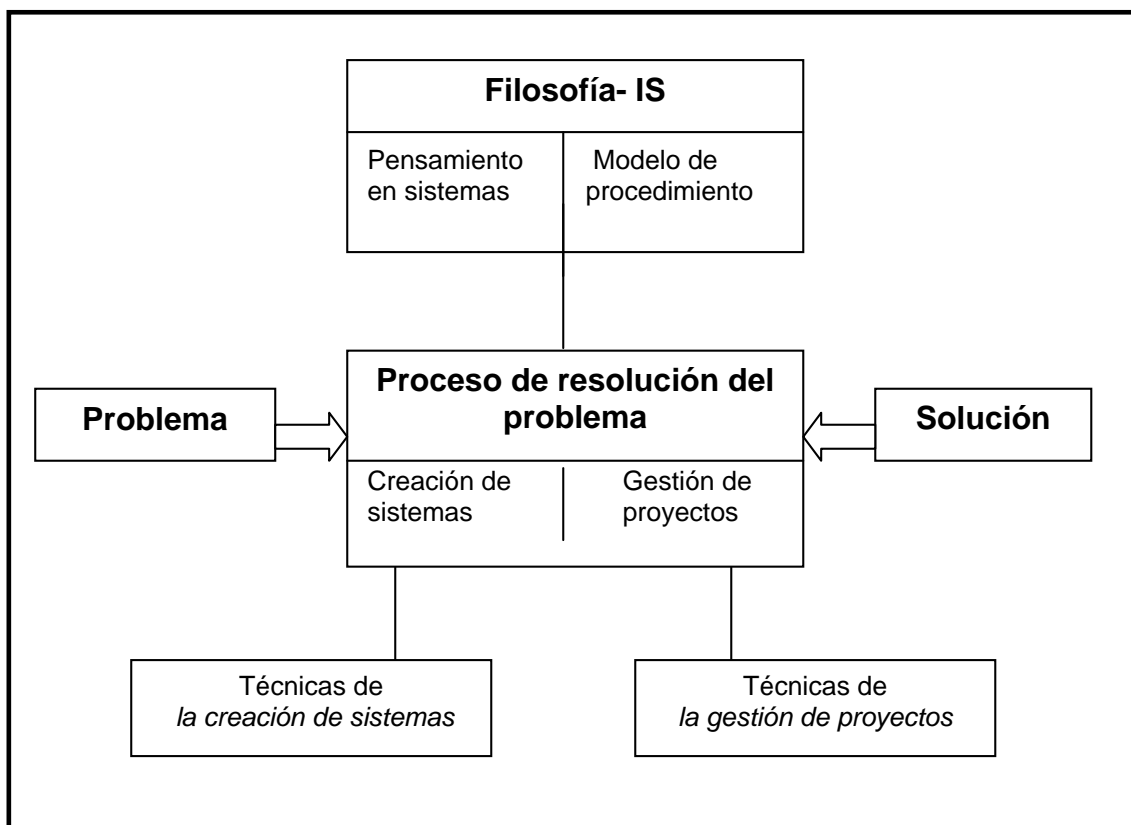 Filosofía- IS
Pensamiento
en sistemas
Modelo de
procedimiento
Proceso de resolución del
problema
Problema
Solución
Creación de
sistemas
Gestión de
proyectos
Técnicas de
la creación de sistemas
Técnicas de
la gestión de proyectos